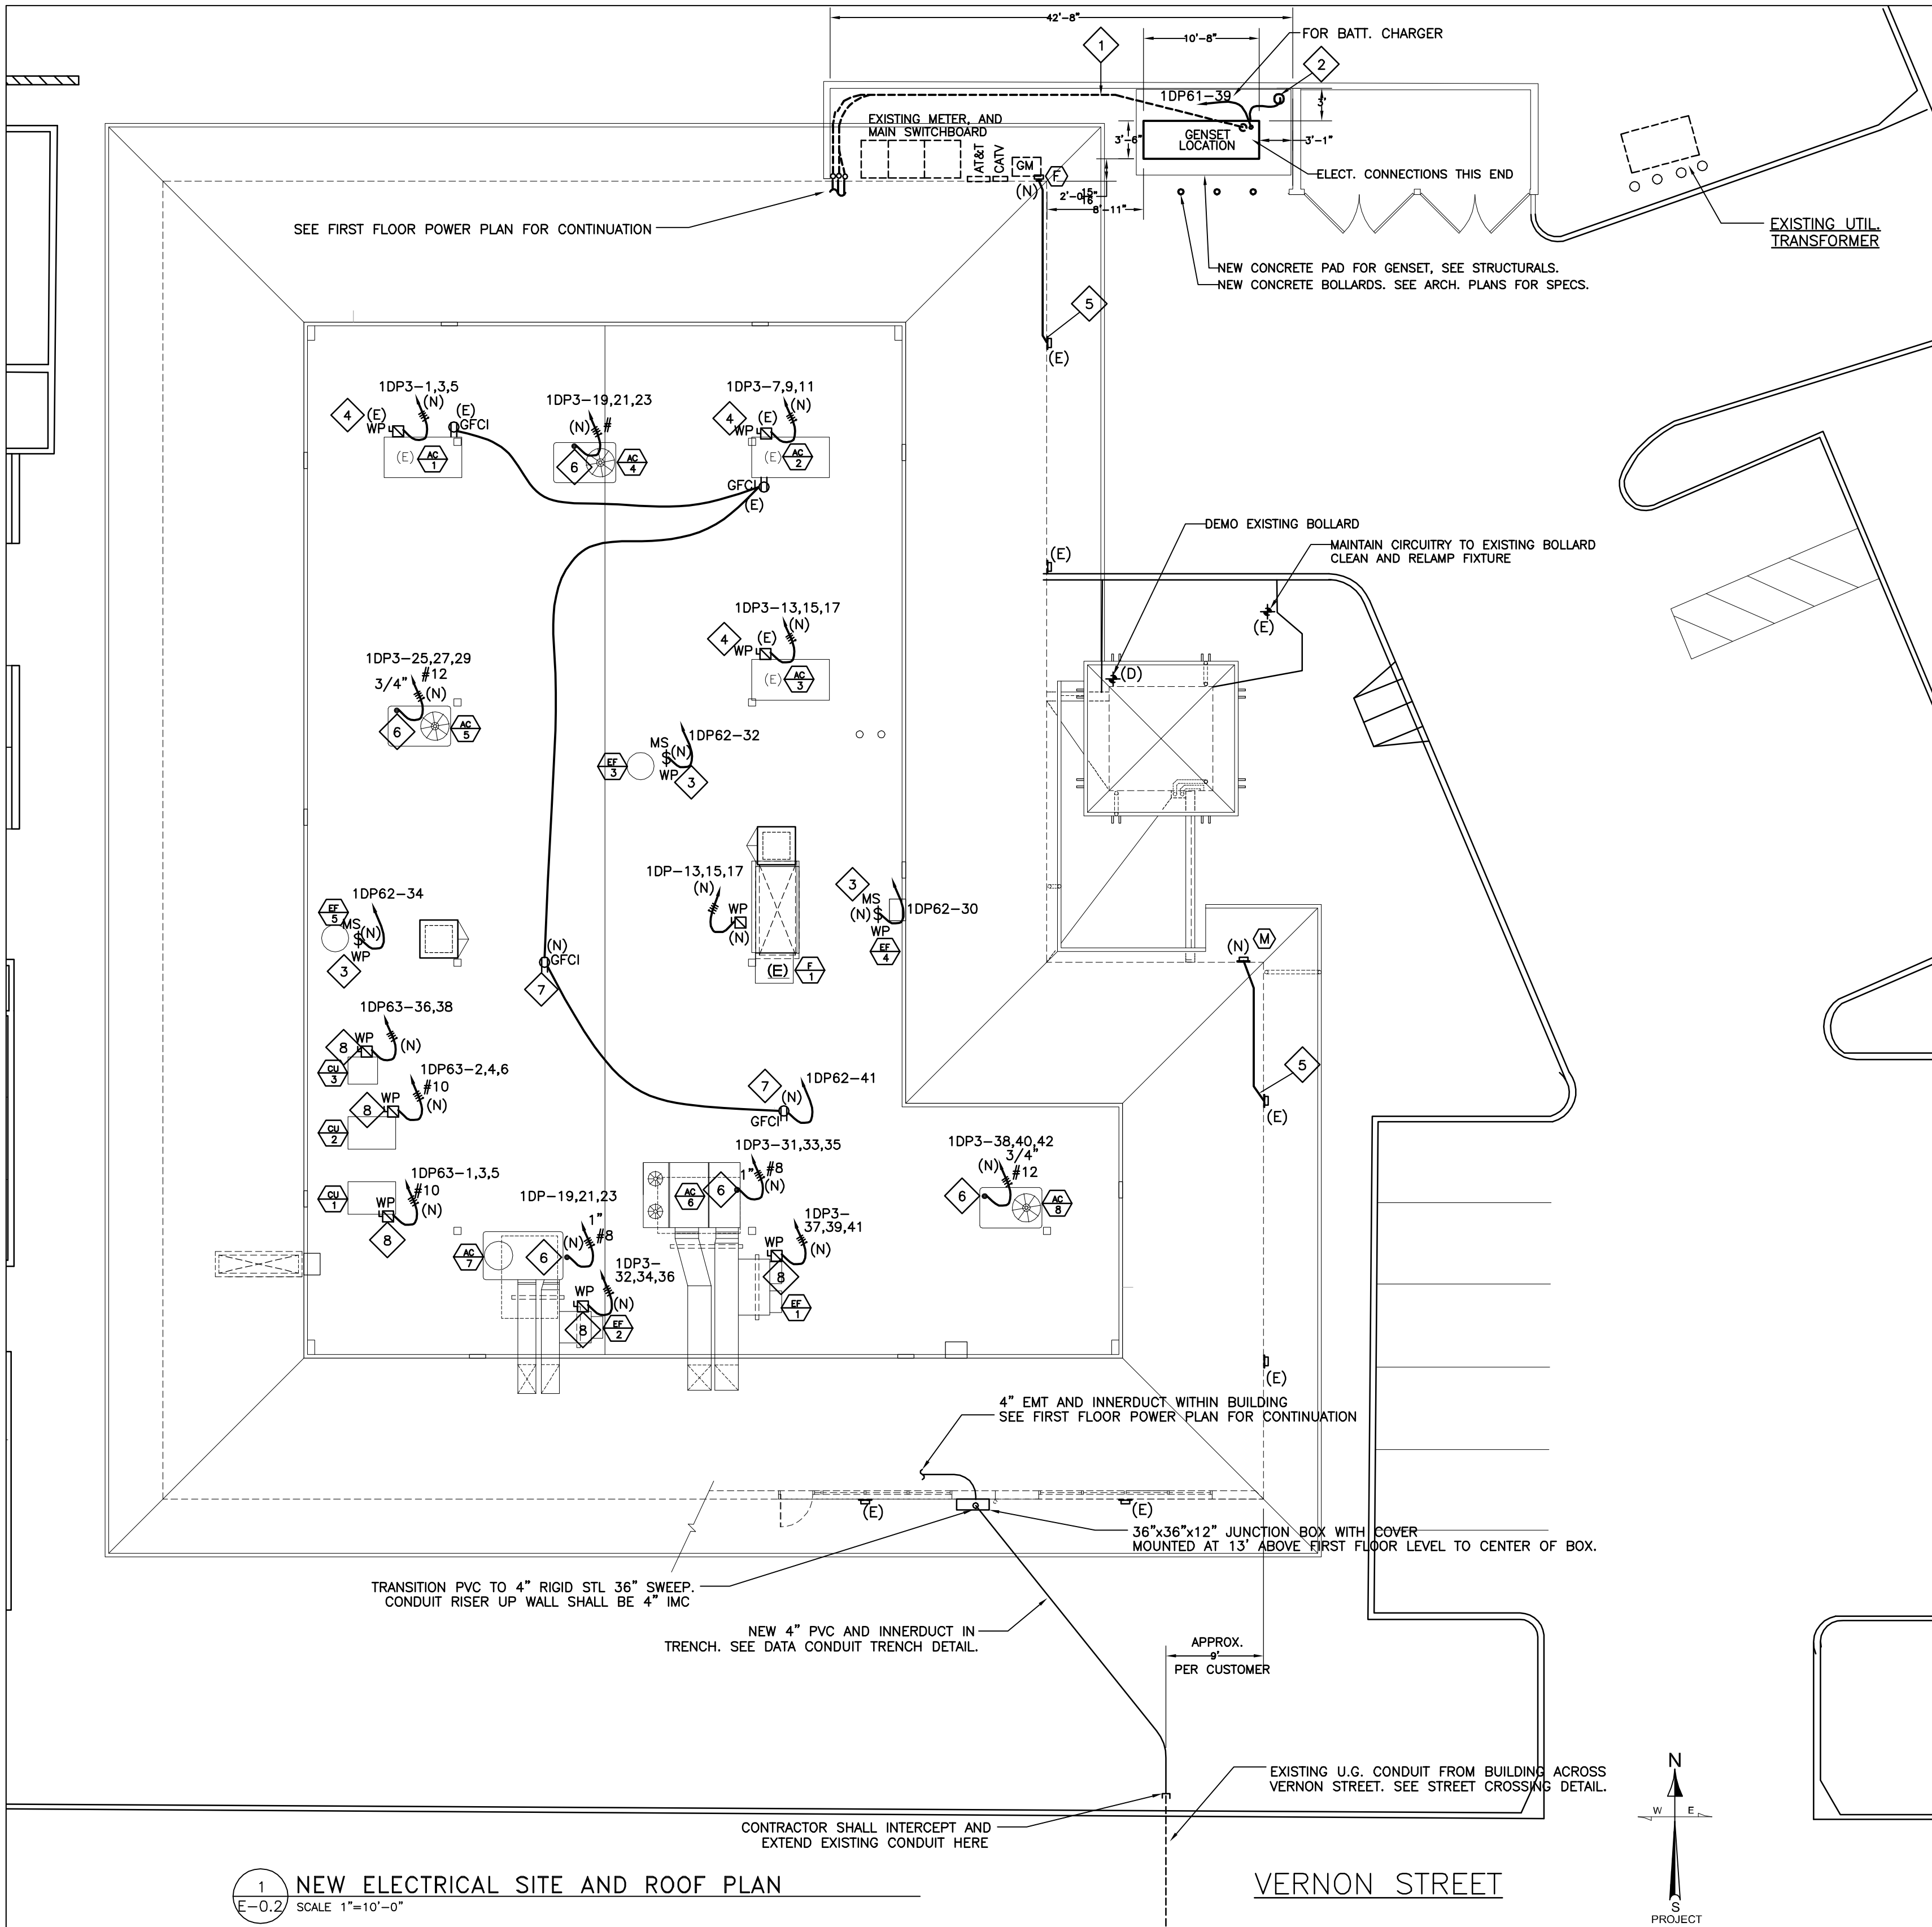 42'-8"
10'-8"
FOR BATT. CHARGER
1
2
1DP61-39
3'
EXISTING METER, AND
MAIN SWITCHBOARD
AT&T
CATV
GM
F
(N)
3'-6"
GENSET
LOCATION
3'-1"
ELECT. CONNECTIONS THIS END
2'-0 15/16"
8'-11"
SEE FIRST FLOOR POWER PLAN FOR CONTINUATION
EXISTING UTIL.
TRANSFORMER
NEW CONCRETE PAD FOR GENSET, SEE STRUCTURALS.
NEW CONCRETE BOLLARDS. SEE ARCH. PLANS FOR SPECS.
5
(E)
1DP3-1,3,5
4
(E)
WP
(N)
(E)
GFCI
(E)
AC
1
1DP3-19,21,23
(N)
#
6
AC
4
1DP3-7,9,11
4
(E)
WP
(N)
(E)
AC
2
GFCI
(E)
DEMO EXISTING BOLLARD
MAINTAIN CIRCUITRY TO EXISTING BOLLARD
CLEAN AND RELAMP FIXTURE
(E)
(E)
(D)
1DP3-13,15,17
4
(E)
WP
(N)
(E)
AC
3
1DP3-25,27,29
#12
3/4"
(N)
6
AC
5
1DP62-32
MS
(N)
$
WP
EF
3
3
1DP-13,15,17
(N)
WP
(N)
(E)
F
1
3
MS
(N)
$
WP
1DP62-30
EF
4
1DP62-34
EF
5
MS
$
(N)
WP
3
(N)
GFCI
7
(N)
M
5
(E)
1DP63-36,38
8
WP
(N)
CU
3
1DP63-2,4,6
#10
WP
(N)
8
CU
2
7
1DP62-41
(N)
GFCI
1DP63-1,3,5
#10
CU
1
WP
(N)
8
1DP-19,21,23
1"
#8
(N)
6
AC
7
1DP3-31,33,35
1"
#8
(N)
AC
6
6
1DP3-
37,39,41
WP
(N)
8
EF
1
1DP3-
32,34,36
WP
(N)
8
EF
2
1DP3-38,40,42
3/4"
(N)
#12
6
AC
8
(E)
4" EMT AND INNERDUCT WITHIN BUILDING
SEE FIRST FLOOR POWER PLAN FOR CONTINUATION
(E)
(E)
36"x36"x12" JUNCTION BOX WITH COVER
MOUNTED AT 13' ABOVE FIRST FLOOR LEVEL TO CENTER OF BOX.
TRANSITION PVC TO 4" RIGID STL 36" SWEEP.
CONDUIT RISER UP WALL SHALL BE 4" IMC
NEW 4" PVC AND INNERDUCT IN
TRENCH. SEE DATA CONDUIT TRENCH DETAIL.
APPROX.
9'
PER CUSTOMER
EXISTING U.G. CONDUIT FROM BUILDING ACROSS
VERNON STREET. SEE STREET CROSSING DETAIL.
CONTRACTOR SHALL INTERCEPT AND
EXTEND EXISTING CONDUIT HERE
N
W
E
S
PROJECT
1
E-0.2
NEW ELECTRICAL SITE AND ROOF PLAN
SCALE 1"=10'-0"
VERNON STREET